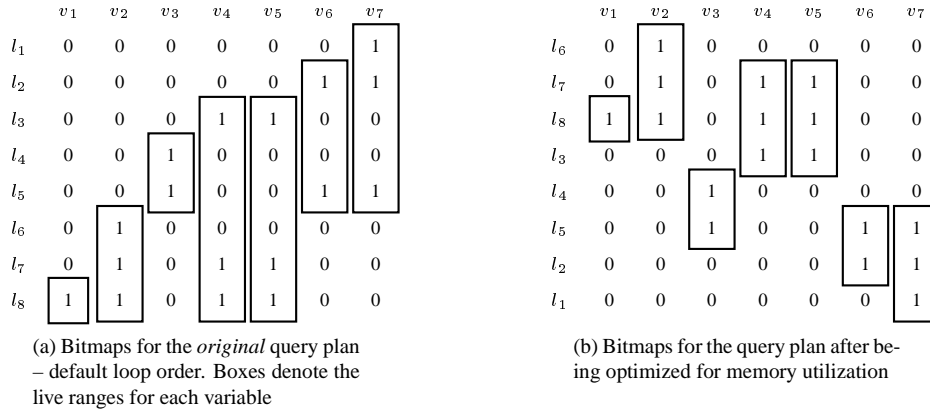 v1 v2 v3 v4 v5 v6 v7
l1 0 0 0 0 0 0 1
l2 0 0 0 0 0 1 1
l3 0 0 0 1 1 0 0
l4 0 0 1 0 0 0 0
l5 0 0 1 0 0 1 1
l6 0 1 0 0 0 0 0
l7 0 1 0 1 1 0 0
l8 1 1 0 1 1 0 0
(a) Bitmaps for the original query plan
– default loop order. Boxes denote the
live ranges for each variable
v1 v2 v3 v4 v5 v6 v7
l6 0 1 0 0 0 0 0
l7 0 1 0 1 1 0 0
l8 1 1 0 1 1 0 0
l3 0 0 0 1 1 0 0
l4 0 0 1 0 0 0 0
l5 0 0 1 0 0 1 1
l2 0 0 0 0 0 1 1
l1 0 0 0 0 0 0 1
(b) Bitmaps for the query plan after be-
ing optimized for memory utilization